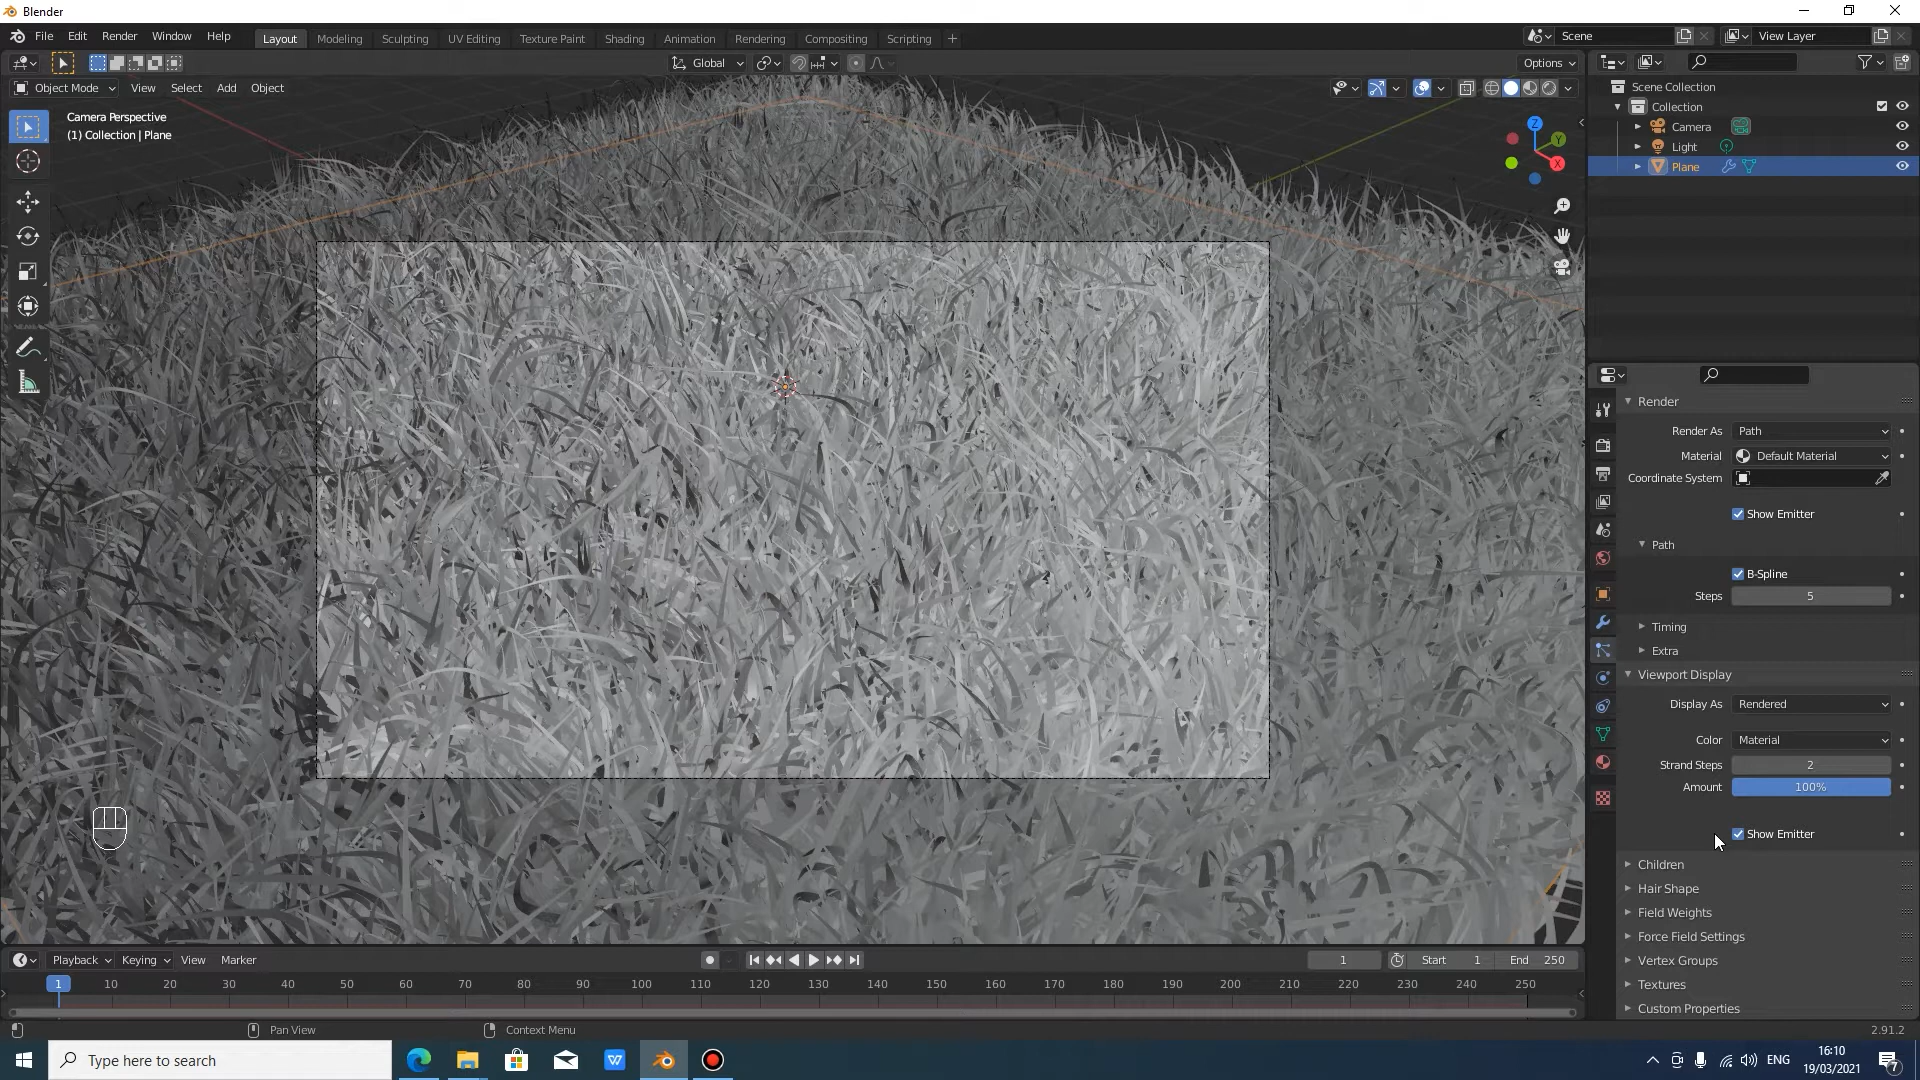 Blender
File Edit Render Window Help
Layout Modeling Sculpting UV Editing Texture Paint Shading Animation Rendering Compositing Scripting +
Scene
View Layer
Global
Options
Object Mode View Select Add Object
Camera Perspective
(1) Collection | Plane
Z
Y
X
Scene Collection
Collection
Camera
Light
Plane
Render
Render As Path
Material Default Material
Coordinate System
Show Emitter
Path
B-Spline
Steps 5
Timing
Extra
Viewport Display
Display As Rendered
Color Material
Strand Steps 2
Amount 100%
Show Emitter
Children
Hair Shape
Field Weights
Force Field Settings
Vertex Groups
Textures
Custom Properties
Playback Keying View Marker
1 Start 1 End 250
1 10 20 30 40 50 60 70 80 90 100 110 120 130 140 150 160 170 180 190 200 210 220 230 240 250
Pan View Context Menu
2.91.2
Type here to search
ENG
16:10
19/03/2021
7